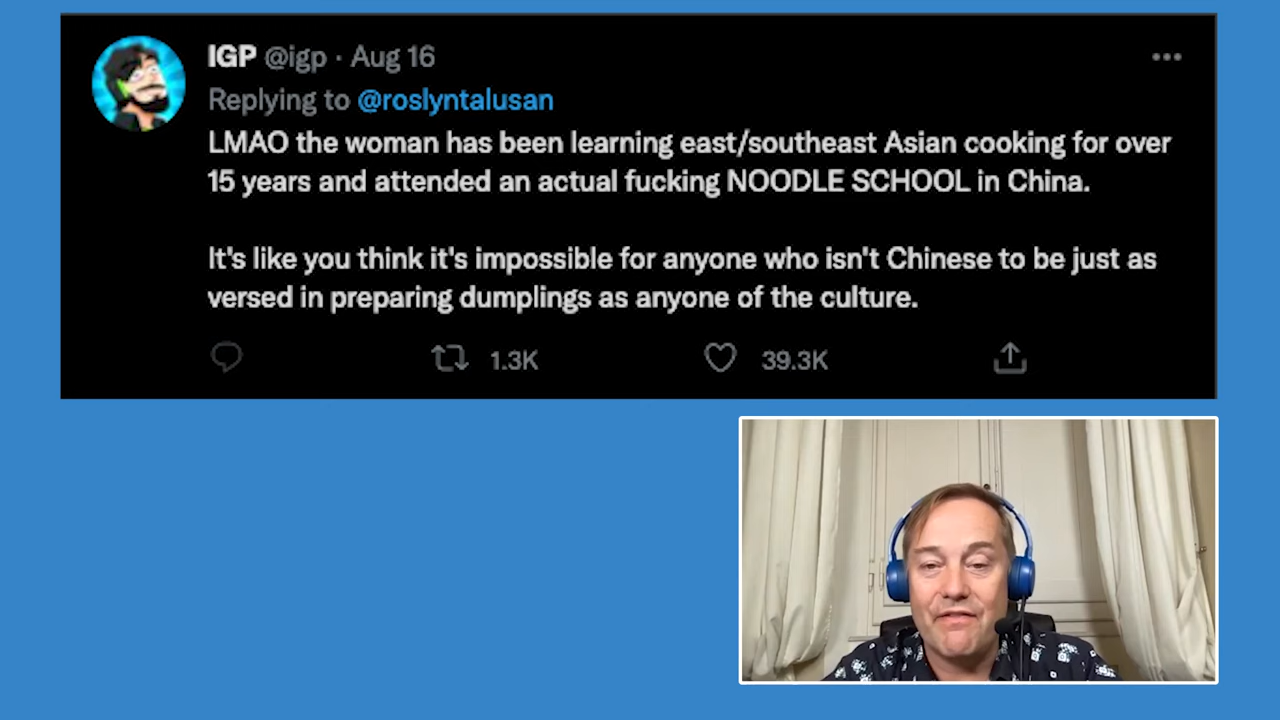 IGP @igp · Aug 16
Replying to @roslyntalusan
LMAO the woman has been learning east/southeast Asian cooking for over
15 years and attended an actual fucking NOODLE SCHOOL in China.
It's like you think it's impossible for anyone who isn't Chinese to be just as
versed in preparing dumplings as anyone of the culture.
1.3K 39.3K